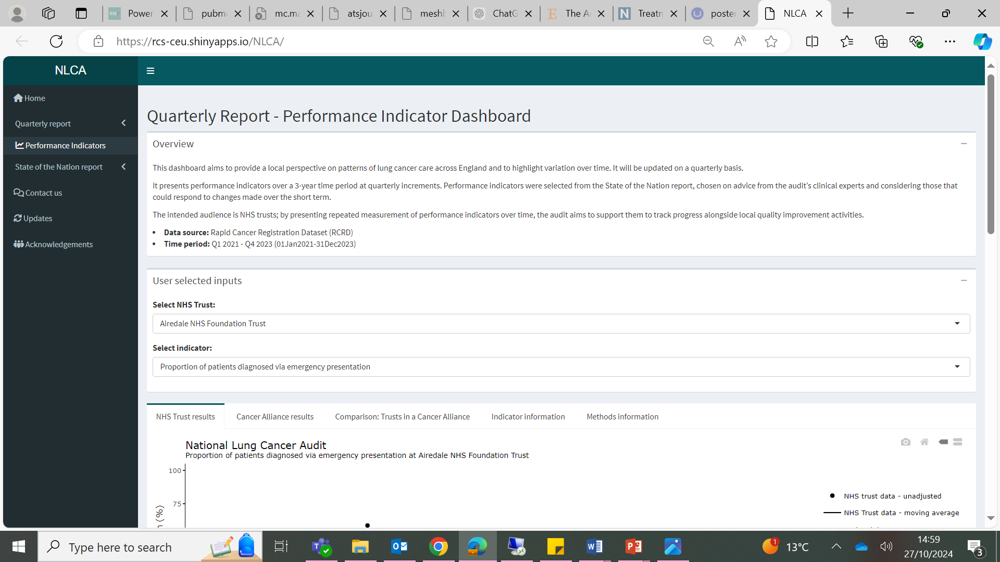 Power
pubm
mc.ma
atsjou
mesh
ChatG
The A
Treatm
poster
NLCA
https://rcs-ceu.shinyapps.io/NLCA/
NLCA
Home
Quarterly report
Performance Indicators
State of the Nation report
Contact us
Updates
Acknowledgements
Quarterly Report - Performance Indicator Dashboard
Overview
This dashboard aims to provide a local perspective on patterns of lung cancer care across England and to highlight variation over time. It will be updated on a quarterly basis.
It presents performance indicators over a 3-year time period at quarterly increments. Performance indicators were selected from the State of the Nation report, chosen on advice from the audit's clinical experts and considering those that
could respond to changes made over the short term.
The intended audience is NHS trusts; by presenting repeated measurement of performance indicators over time, the audit aims to support them to track progress alongside local quality improvement activities.
• Data source: Rapid Cancer Registration Dataset (RCRD)
• Time period: Q1 2021 - Q4 2023 (01Jan2021-31Dec2023)
User selected inputs
Select NHS Trust:
Airedale NHS Foundation Trust
Select indicator:
Proportion of patients diagnosed via emergency presentation
NHS Trust results
Cancer Alliance results
Comparison: Trusts in a Cancer Alliance
Indicator information
Methods information
National Lung Cancer Audit
Proportion of patients diagnosed via emergency presentation at Airedale NHS Foundation Trust
100
75
(%)
NHS trust data - unadjusted
NHS Trust data - moving average
Type here to search
1
13°C
14:59
27/10/2024
3